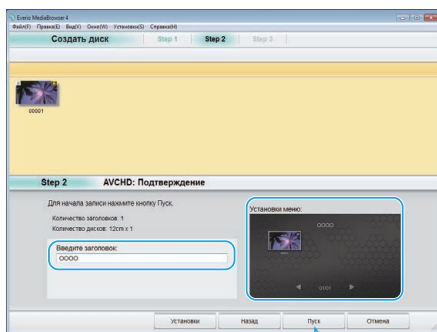 Everio MediaBrowser 4
Файл(F) Правка(E) Вид(V) Окно(W) Установки(S) Справка(H)
Создать диск Step 1 Step 2 Step 3
00001
Step 2 AVCHD: Подтверждение
Для начала записи нажмите кнопку Пуск.
Количество заголовков: 1
Количество дисков: 12cm x 1
Введите заголовок:
OOOO
Установки меню:
OOOO
01/01
Установки Назад Пуск Отмена